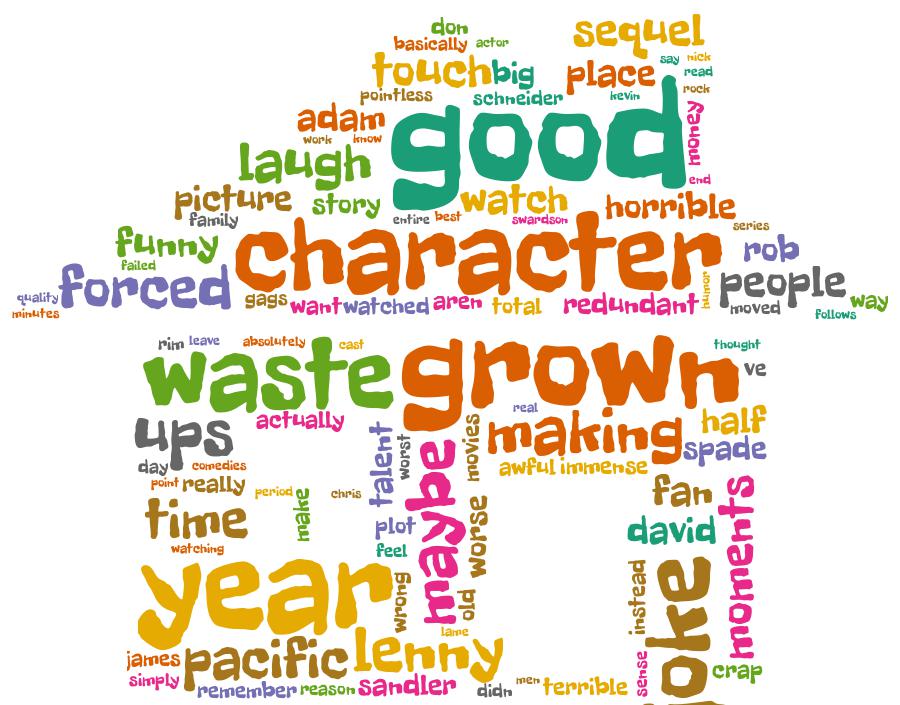 don
sequel
basically actor
touch big place say nick
read
pointless schneider kevin rock
adam good money
work know
laugh
end
picture story watch horrible
family entire best swardson
series
funny character rob
failed
forced people
quality gags want watched aren total redundant humor moved way
minutes follows
rim leave absolutely cast thought
waste grown ve
actually real
ups making half
talent worst movies spade
day comedies awful immense
point really period chris maybe fan moments
time make plot worse david
watching feel
year wrong old instead oke
lame
james pacific lenny sense crap
simply remember reason sandler didn men terrible